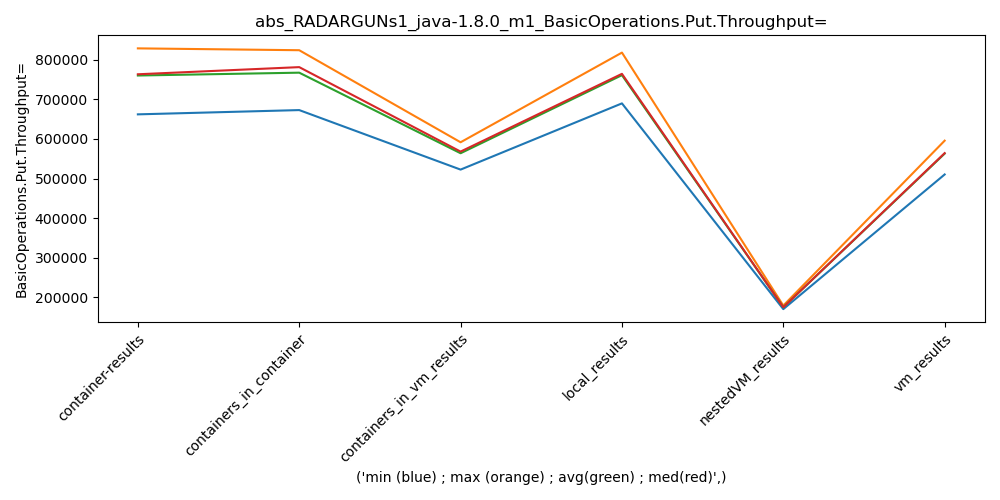 abs_RADARGUNs1_java-1.8.0_m1_BasicOperations.Put.Throughput=
BasicOperations.Put.Throughput=
800000
700000
600000
500000
400000
300000
200000
container-results
containers_in_container
containers_in_vm_results
local_results
nestedVM_results
vm_results
('min (blue) ; max (orange) ; avg(green) ; med(red)',)